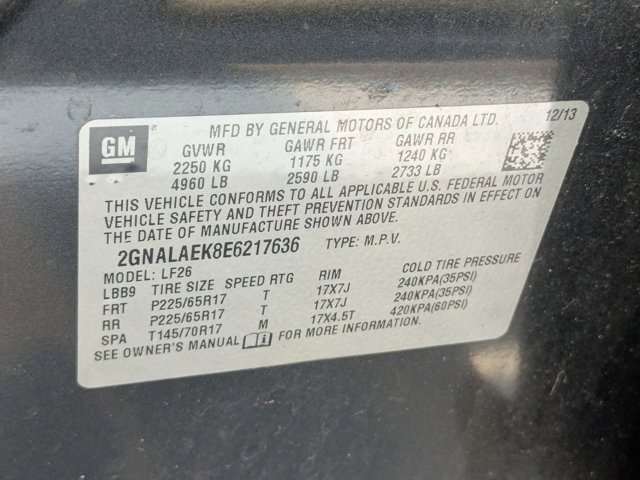 12/13
MFD BY GENERAL MOTORS OF CANADA LTD.
GM
GVWR GAWR FRT GAWR RR
2250 KG 1175 KG 1240 KG
4960 LB 2590 LB 2733 LB
THIS VEHICLE CONFORMS TO ALL APPLICABLE U.S. FEDERAL MOTOR
VEHICLE SAFETY AND THEFT PREVENTION STANDARDS IN EFFECT ON
THE DATE OF MANUFACTURE SHOWN ABOVE.
2GNALAEK8E6217636 TYPE: M.P.V.
MODEL: LF26
LBB9 TIRE SIZE SPEED RTG RIM COLD TIRE PRESSURE
FRT P225/65R17 T 17X7J 240KPA(35PSI)
RR P225/65R17 T 17X7J 240KPA(35PSI)
SPA T145/70R17 M 17X4.5T 420KPA(60PSI)
SEE OWNER'S MANUAL FOR MORE INFORMATION.